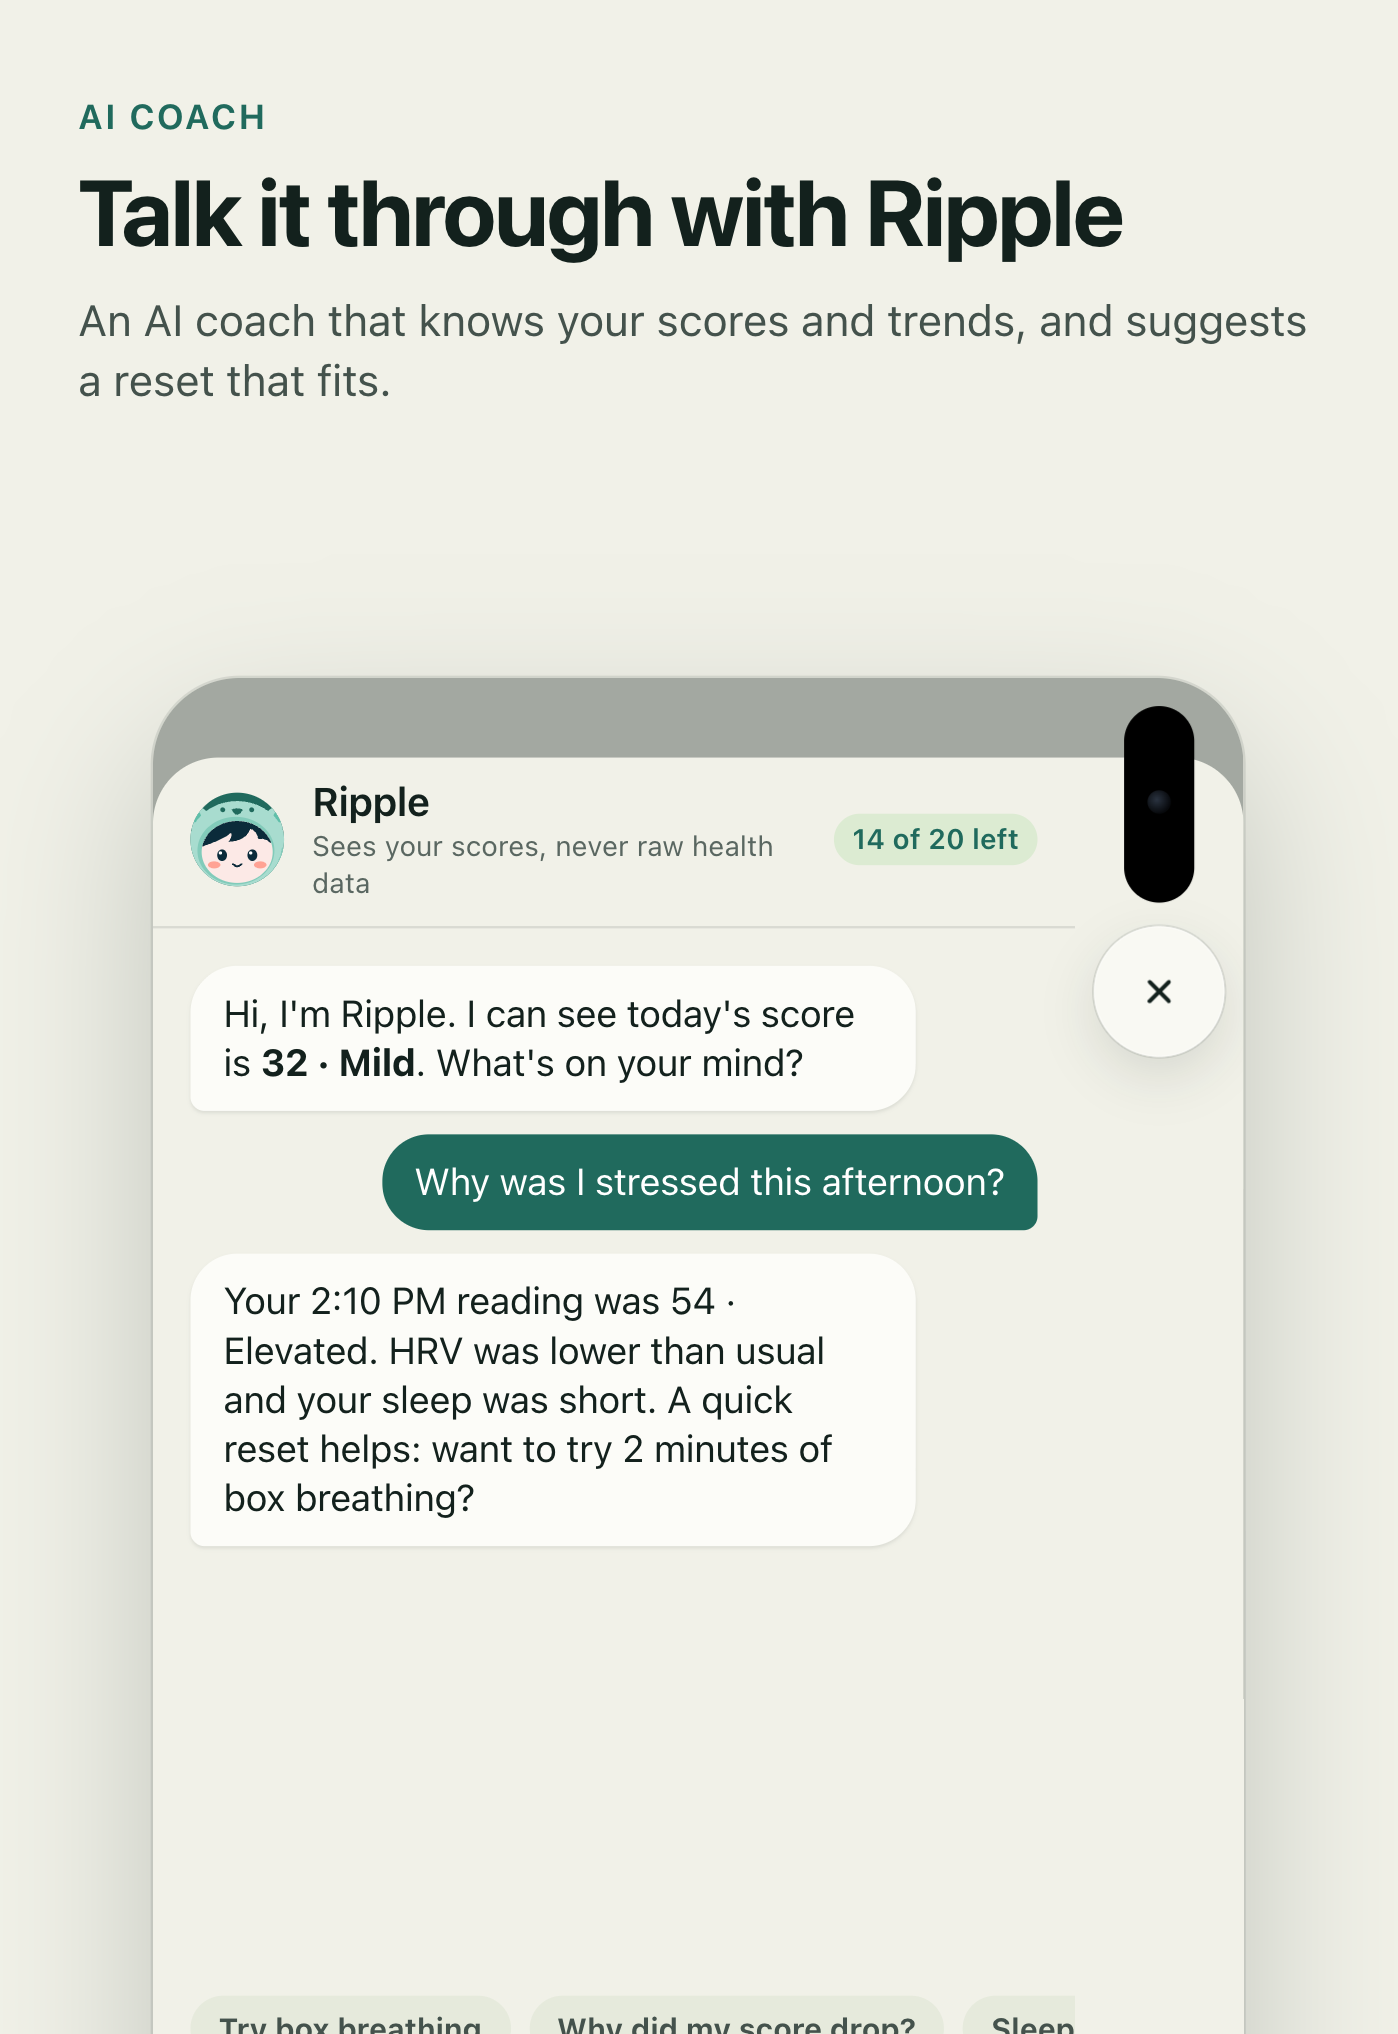 AI COACH
Talk it through with Ripple
An AI coach that knows your scores and trends, and suggests
a reset that fits.
Ripple
Sees your scores, never raw health
data
14 of 20 left
Hi, I'm Ripple. I can see today's score
is 32 · Mild. What's on your mind?
Why was I stressed this afternoon?
Your 2:10 PM reading was 54 ·
Elevated. HRV was lower than usual
and your sleep was short. A quick
reset helps: want to try 2 minutes of
box breathing?
Try box breathing
Why did my score drop?
Sleep